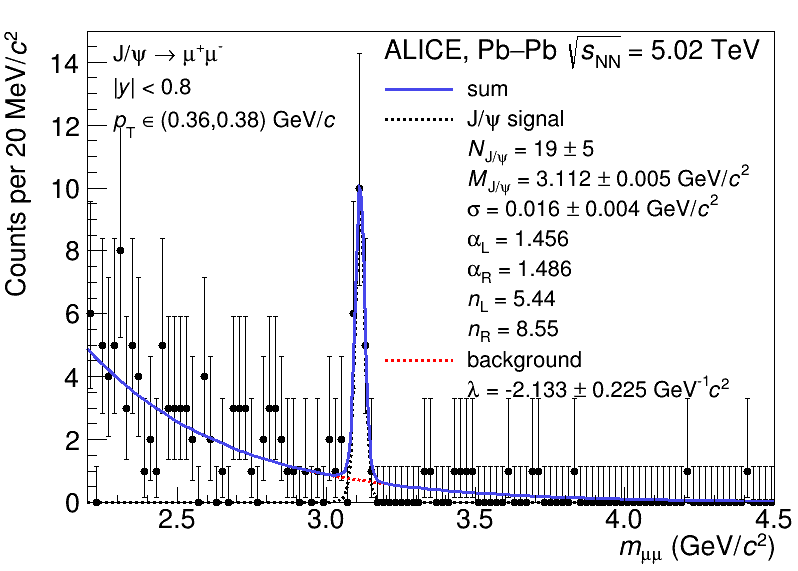 Counts per 20 MeV/c²
14
12
10
8
6
4
2
0
J/ψ → μ⁺μ⁻
|y| < 0.8
p_T ∈ (0.36,0.38) GeV/c
ALICE, Pb–Pb √s_NN = 5.02 TeV
sum
J/ψ signal
N_J/ψ = 19 ± 5
M_J/ψ = 3.112 ± 0.005 GeV/c²
σ = 0.016 ± 0.004 GeV/c²
α_L = 1.456
α_R = 1.486
n_L = 5.44
n_R = 8.55
background
λ = -2.133 ± 0.225 GeV⁻¹c²
2.5 3.0 3.5 4.0 4.5
m_μμ (GeV/c²)